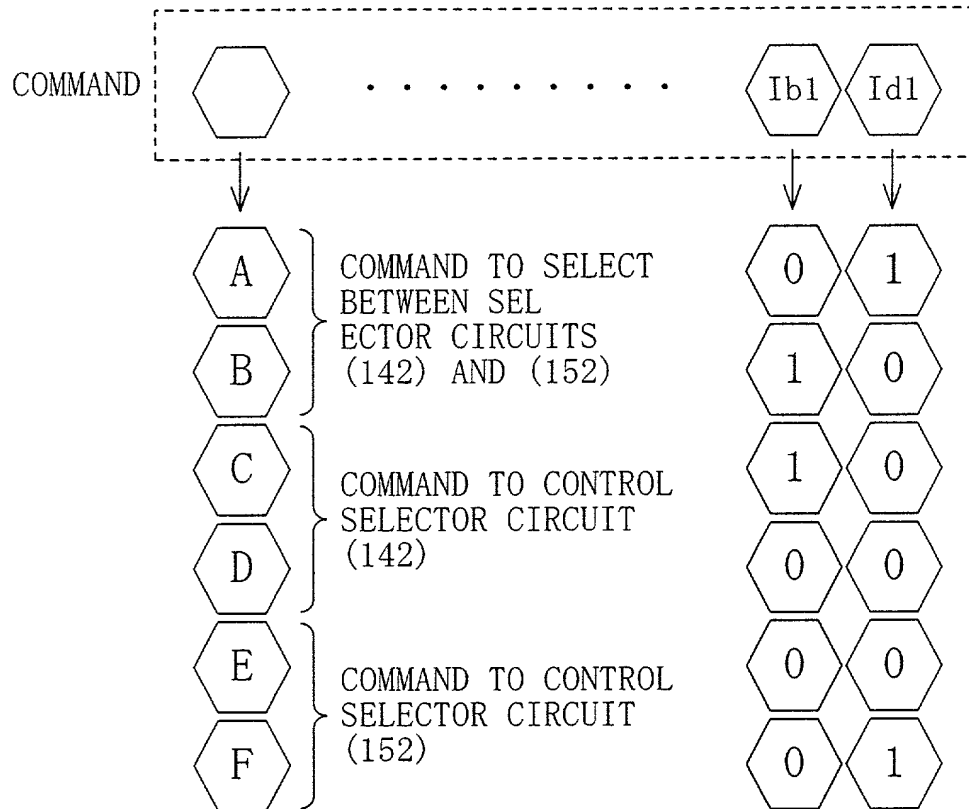 COMMAND
Ib1 Id1
A
COMMAND TO SELECT
BETWEEN SEL
ECTOR CIRCUITS
(142) AND (152)
0 1
B
1 0
C
COMMAND TO CONTROL
SELECTOR CIRCUIT
(142)
1 0
D
0 0
E
COMMAND TO CONTROL
SELECTOR CIRCUIT
(152)
0 0
F
0 1